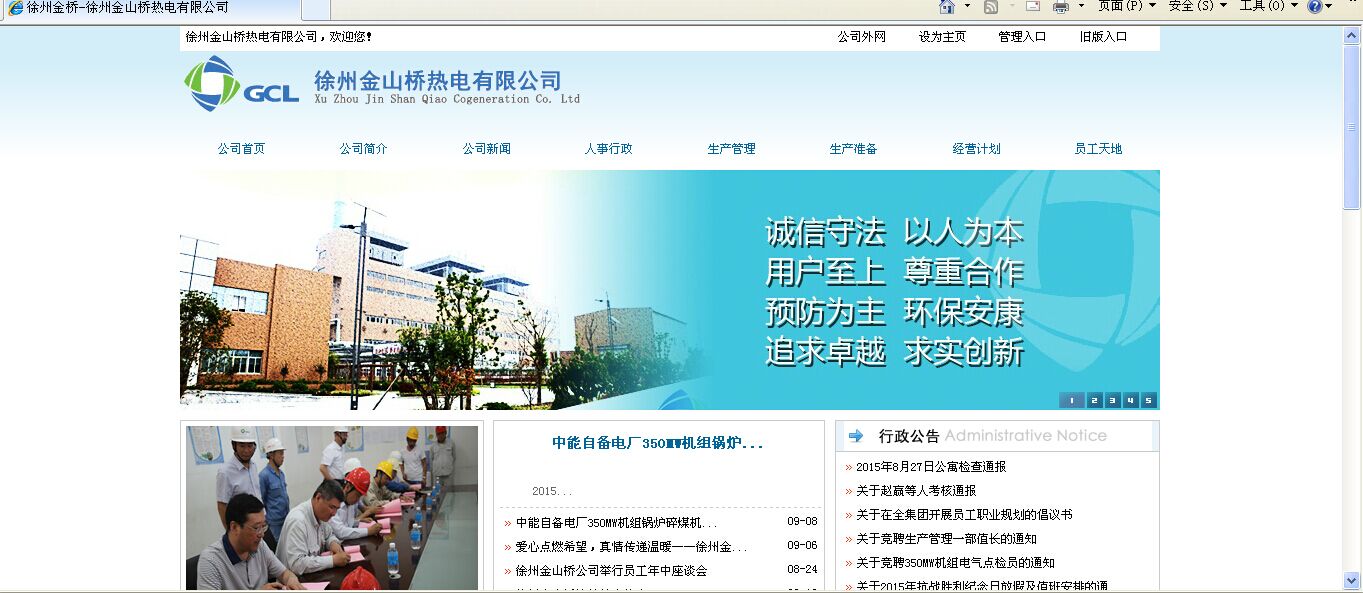 徐州金桥-徐州金山桥热电有限公司
页面(P) 安全(S) 工具(O)
徐州金山桥热电有限公司,欢迎您!
公司外网 设为主页 管理入口 旧版入口
GCL 徐州金山桥热电有限公司
Xu Zhou Jin Shan Qiao Cogeneration Co. Ltd
公司首页 公司简介 公司新闻 人事行政 生产管理 生产准备 经营计划 员工天地
诚信守法 以人为本
用户至上 尊重合作
预防为主 环保安康
追求卓越 求实创新
1 2 3 4 5
中能自备电厂350MW机组锅炉...
2015...
» 中能自备电厂350MW机组锅炉碎煤机... 09-08
» 爱心点燃希望,真情传递温暖——徐州金... 09-06
» 徐州金山桥公司举行员工年中座谈会 08-24
行政公告 Administrative Notice
» 2015年8月27日公寓检查通报
» 关于赵嬴等人考核通报
» 关于在全集团开展员工职业规划的倡议书
» 关于竞聘生产管理一部值长的通知
» 关于竞聘350MW机组电气点检员的通知
» 关于2015年抗战胜利纪念日放假及值班安排的通